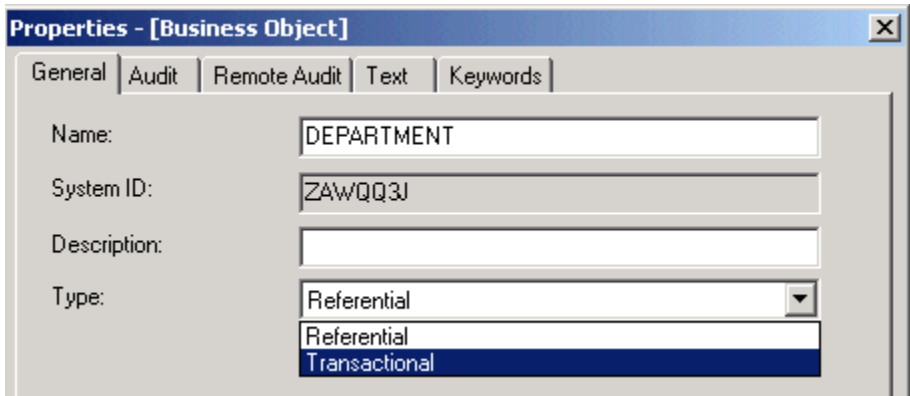 Properties - [Business Object]
General Audit Remote Audit Text Keywords
Name: DEPARTMENT
System ID: ZAWQQ3J
Description:
Type: Referential
Referential
Transactional